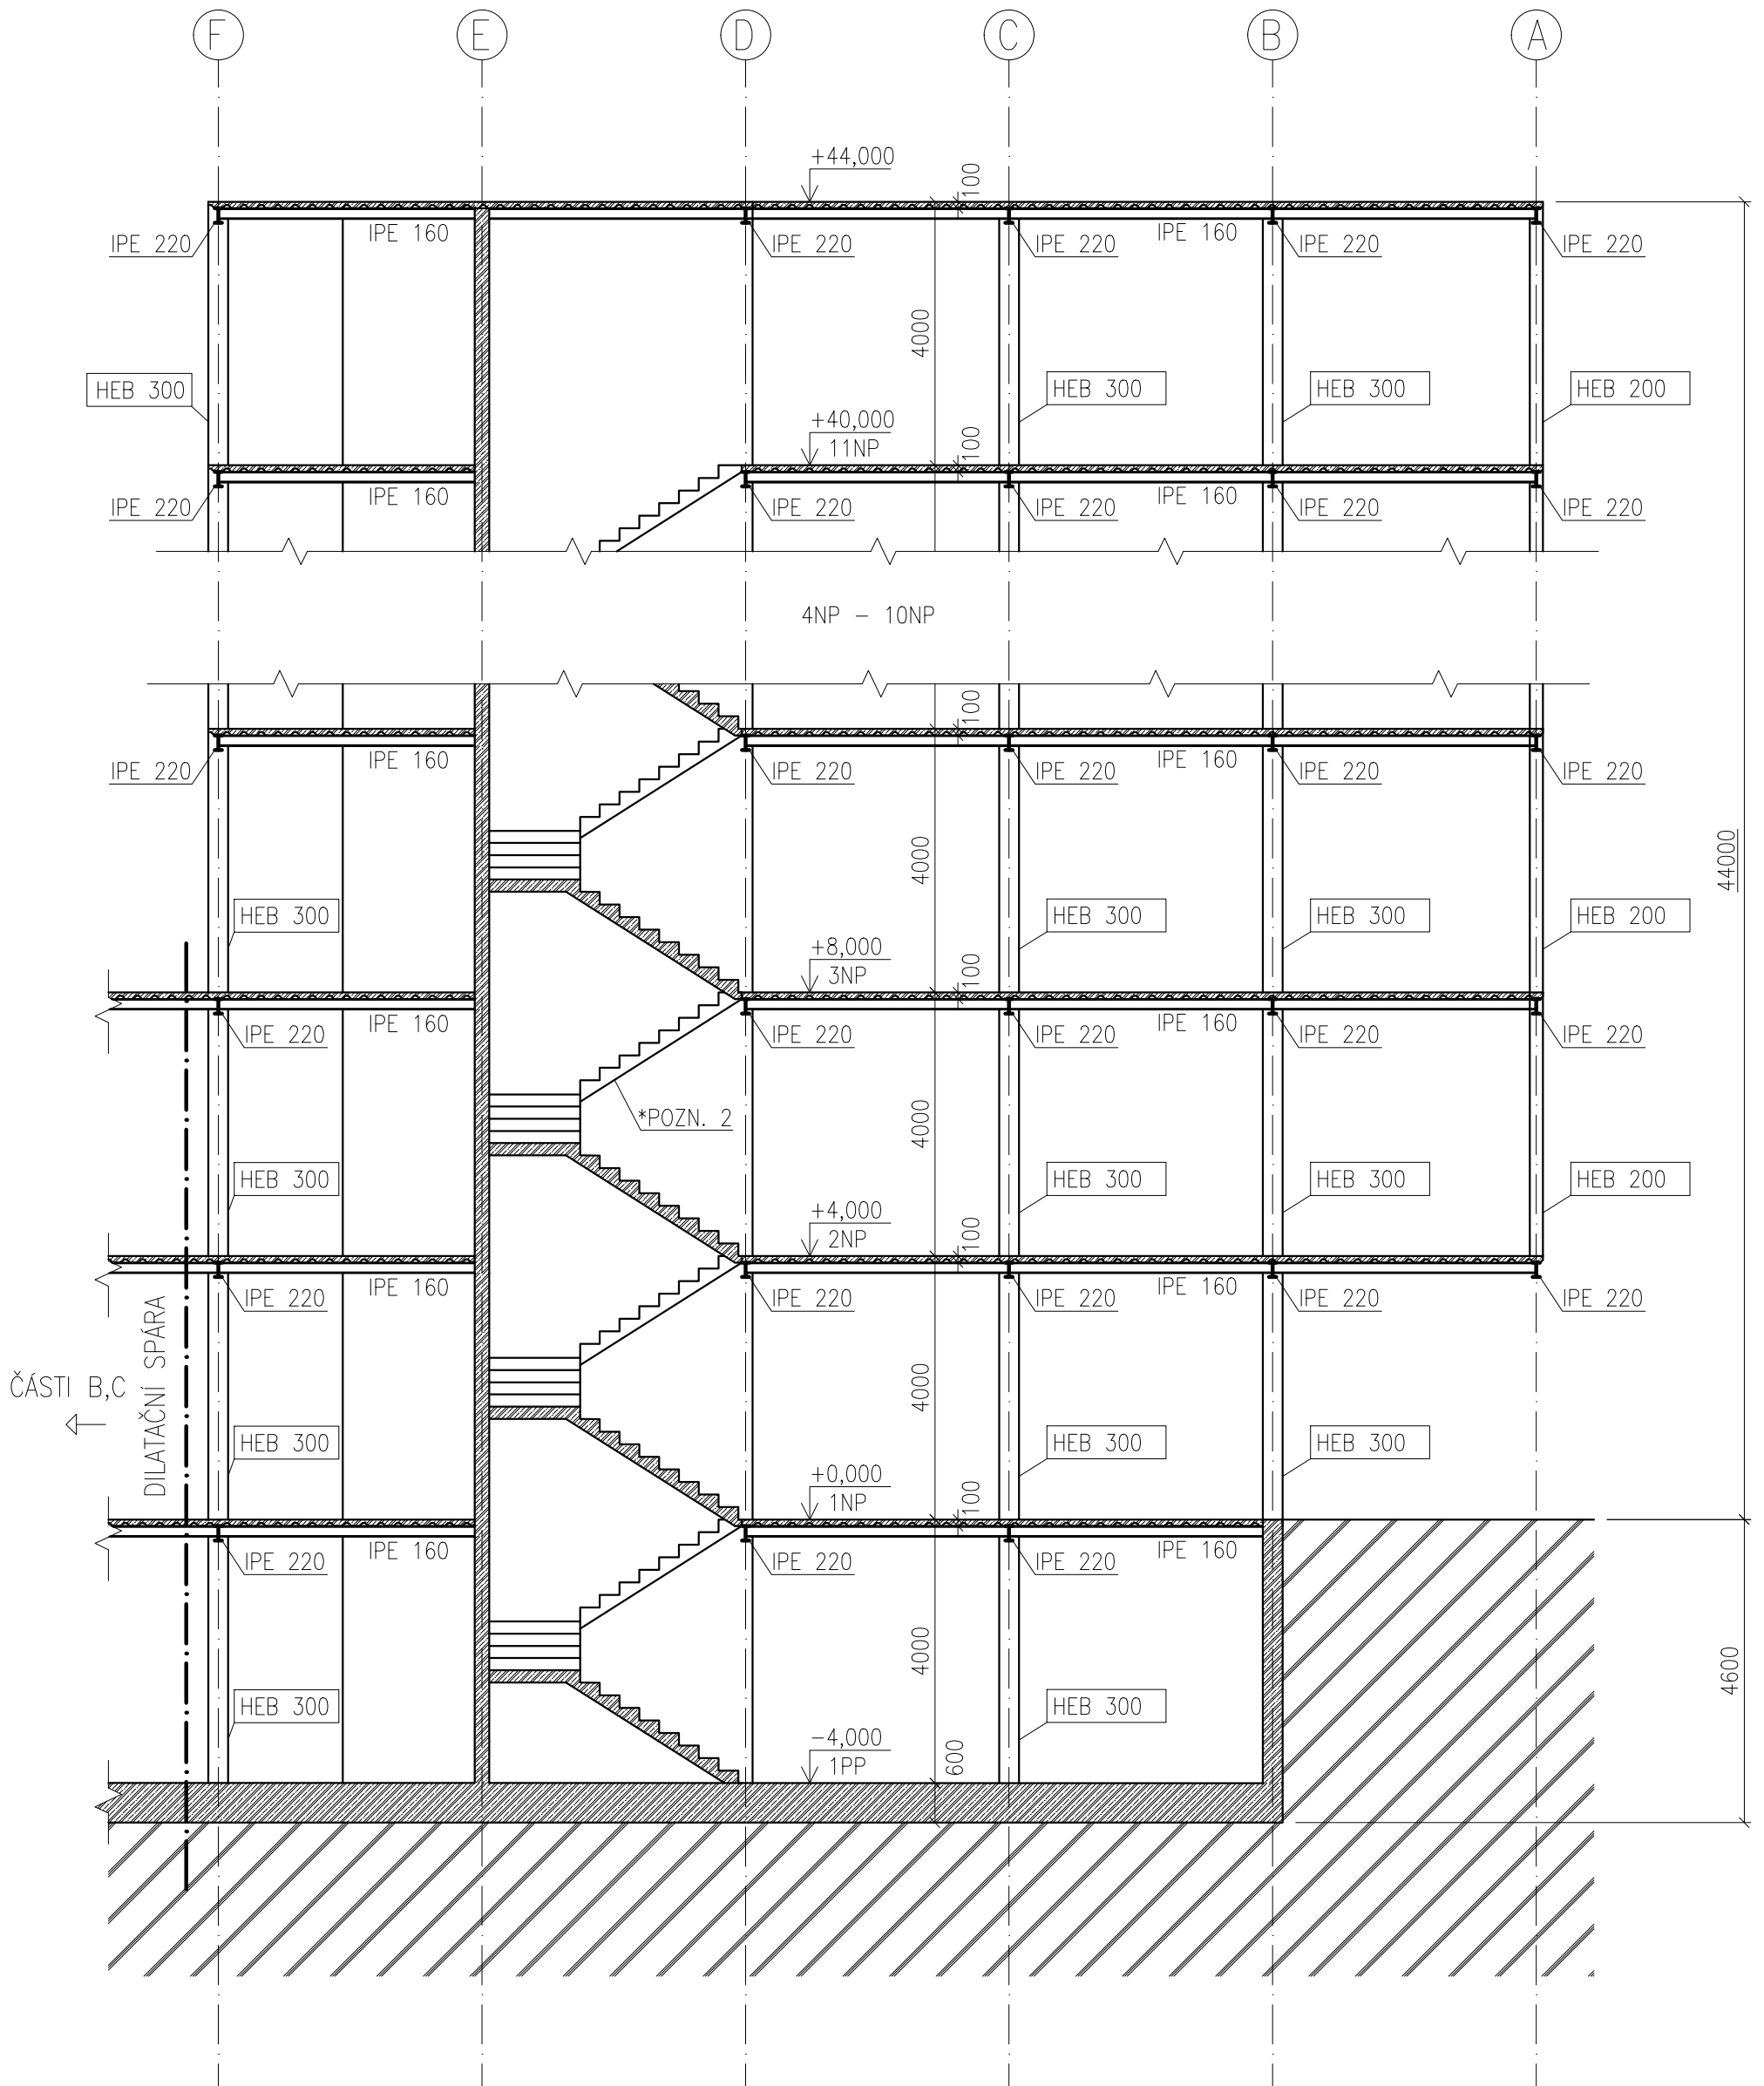 F E D C B A
+44,000
100
IPE 220 IPE 160 IPE 220 IPE 220 IPE 160 IPE 220 IPE 220
4000
HEB 300 HEB 300 HEB 300 HEB 200
+40,000
11NP
100
IPE 220 IPE 160 IPE 220 IPE 220 IPE 160 IPE 220 IPE 220
4NP – 10NP
100
IPE 220 IPE 160 IPE 220 IPE 220 IPE 160 IPE 220 IPE 220
4000
44000
HEB 300 HEB 300 HEB 300 HEB 200
+8,000
3NP
100
IPE 220 IPE 160 IPE 220 IPE 220 IPE 160 IPE 220 IPE 220
*POZN. 2
4000
HEB 300 HEB 300 HEB 300 HEB 200
+4,000
2NP
100
IPE 220 IPE 160 IPE 220 IPE 220 IPE 160 IPE 220 IPE 220
ČÁSTI B,C
DILATAČNÍ SPÁRA
4000
HEB 300 HEB 300 HEB 300
+0,000
1NP
100
IPE 220 IPE 160 IPE 220 IPE 220 IPE 160
4000
4600
HEB 300 HEB 300
–4,000
1PP
600